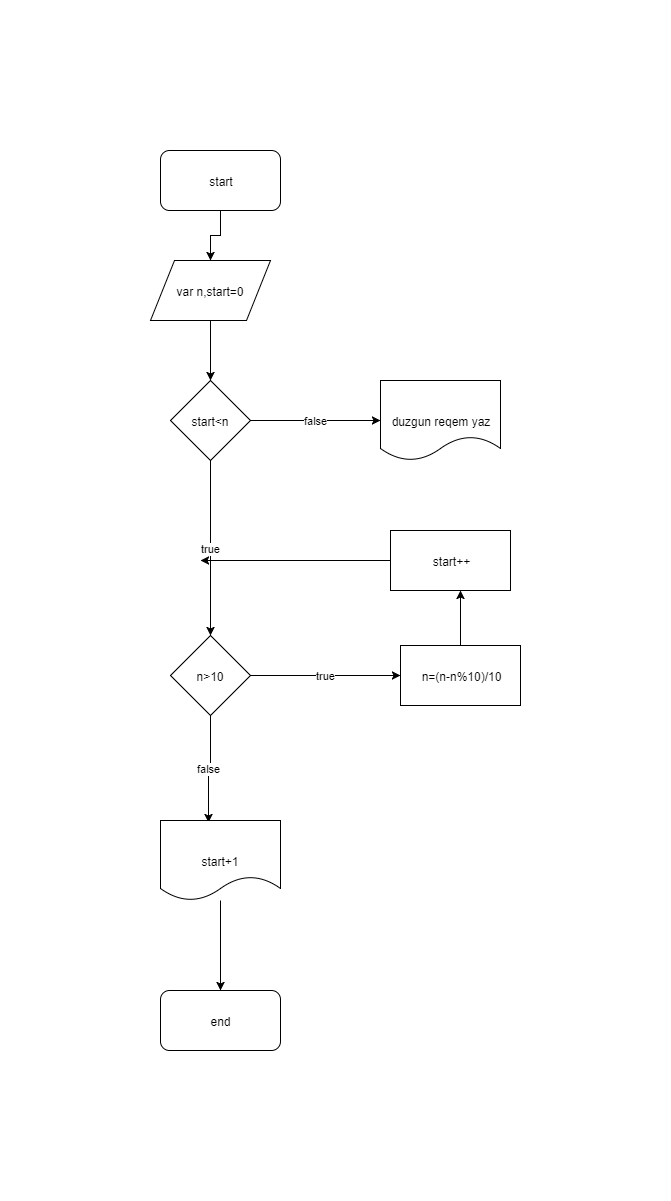 start
var n,start=0
start<n
false
duzgun reqem yaz
true
start++
n>10
true
n=(n-n%10)/10
false
start+1
end